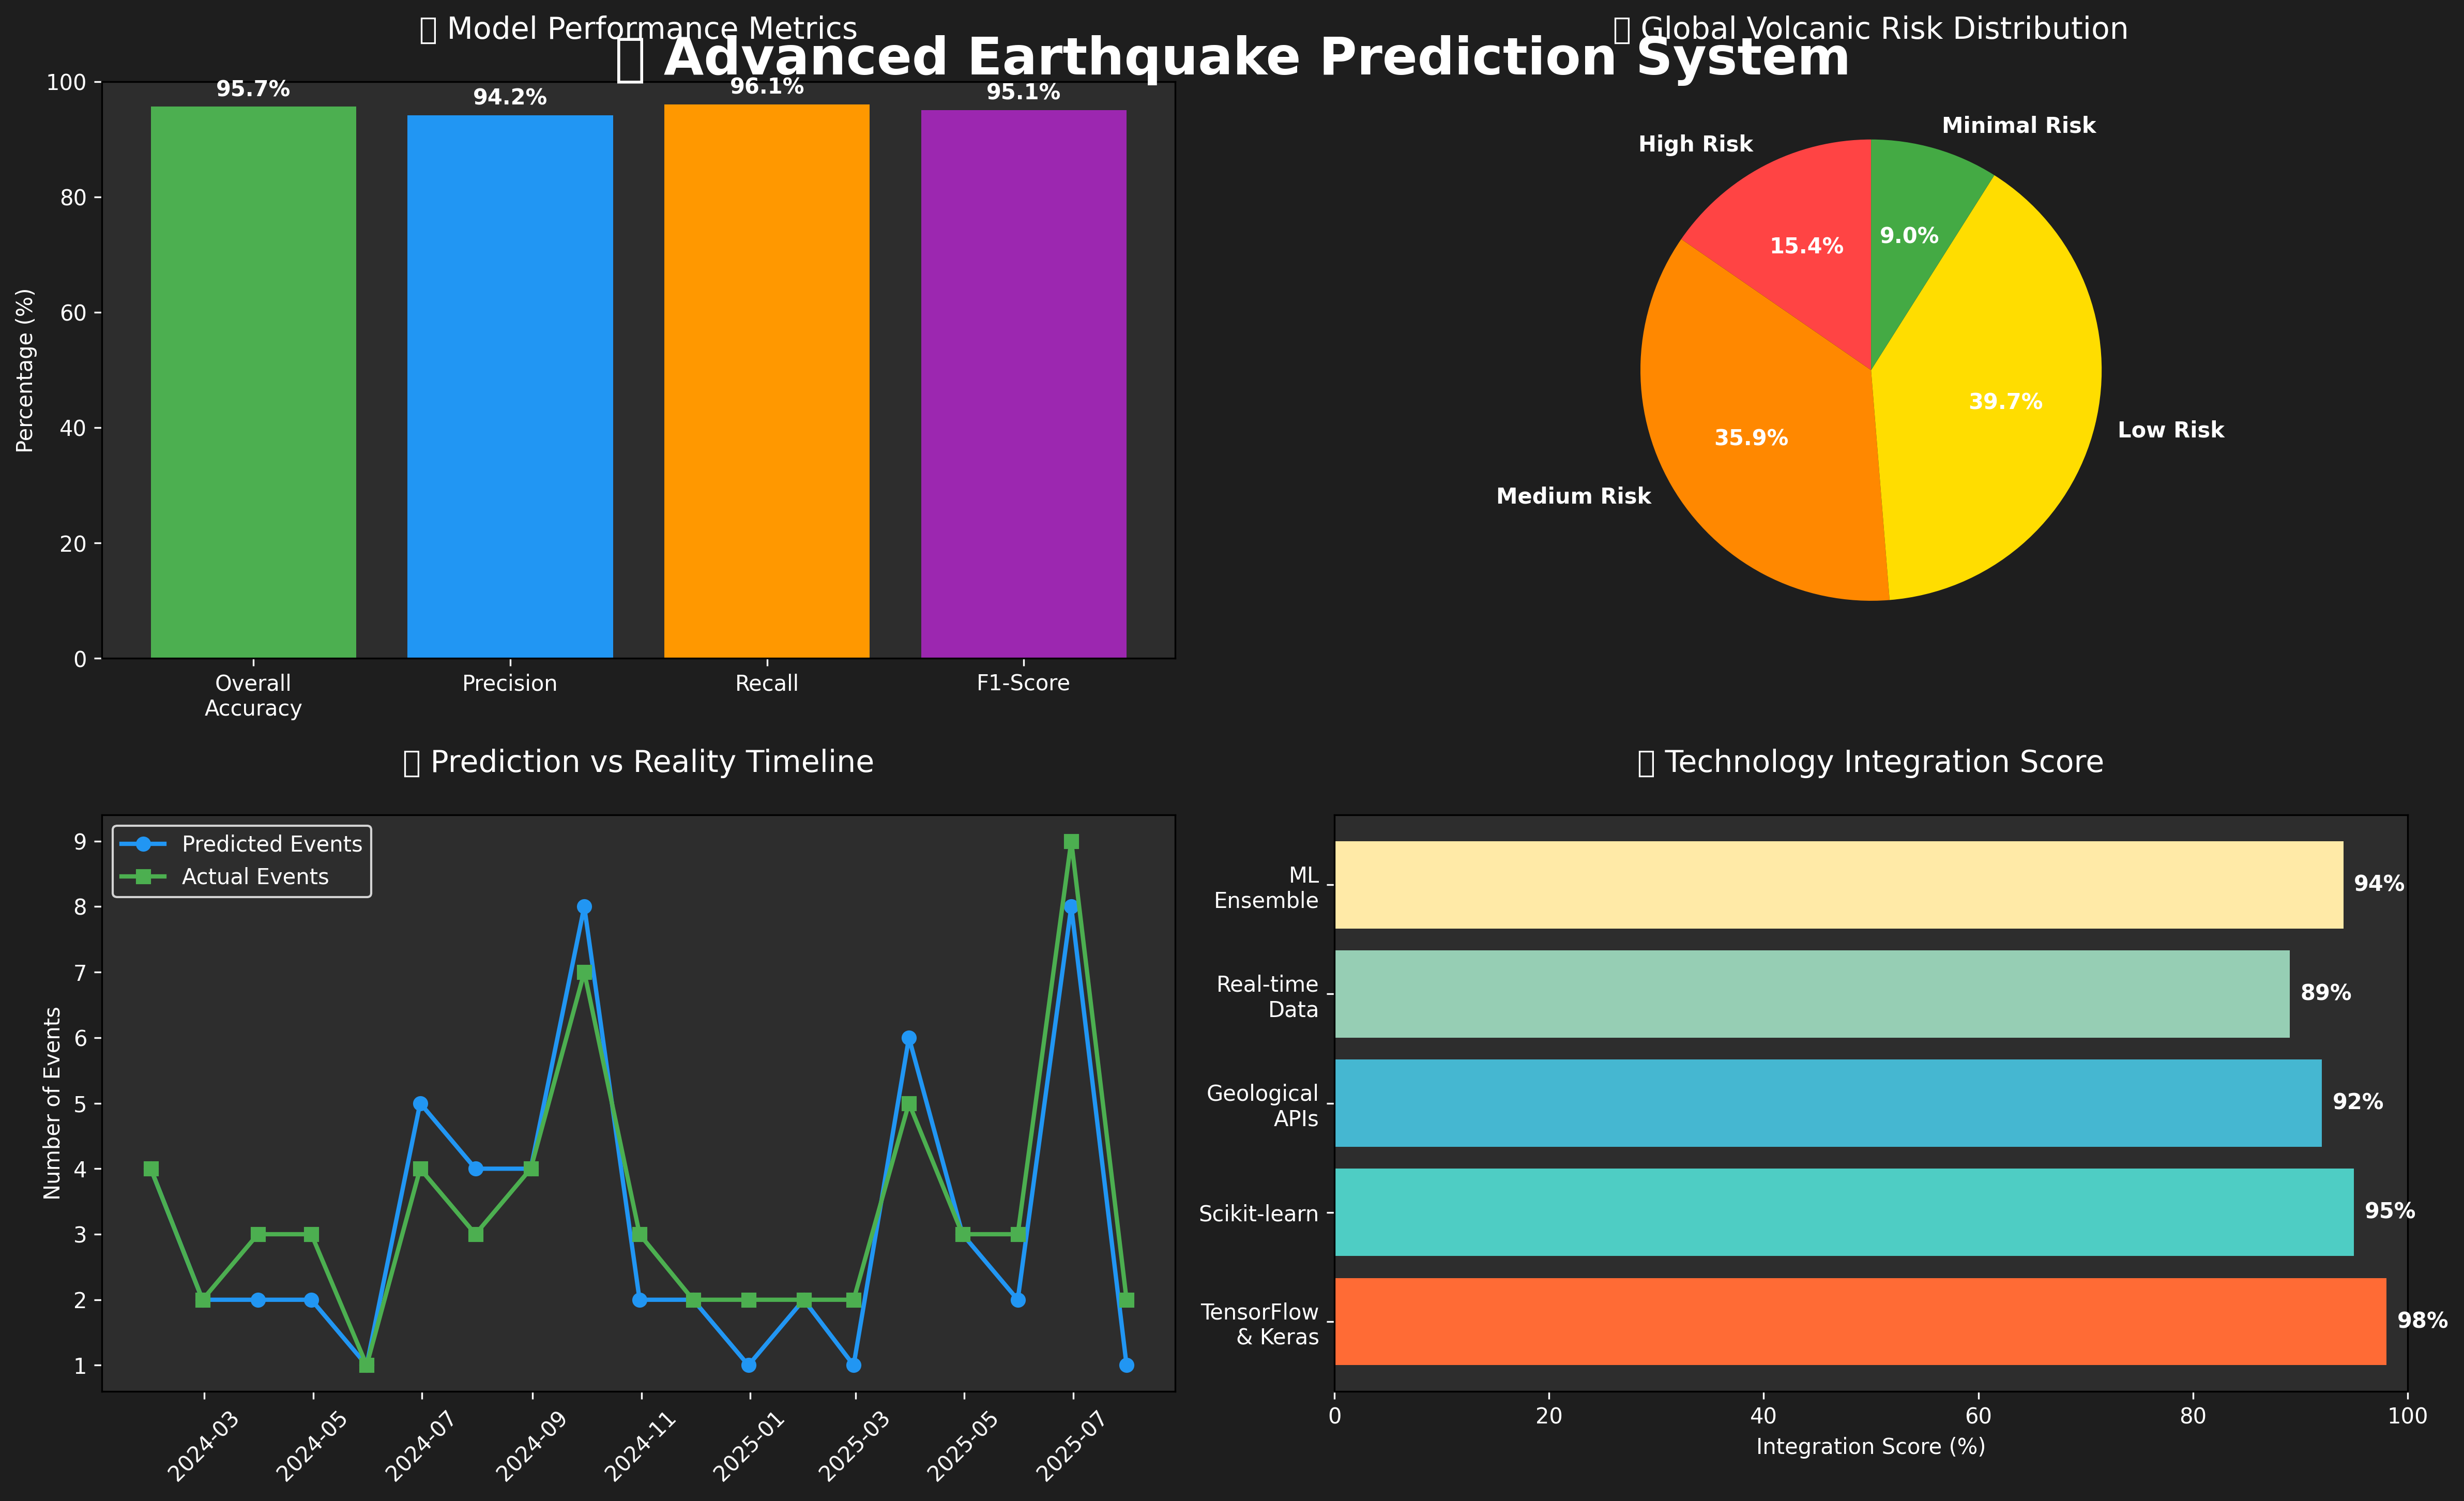 Advanced Earthquake Prediction System
Model Performance Metrics
Percentage (%)
100
80
60
40
20
0
95.7%
94.2%
96.1%
95.1%
Overall
Accuracy
Precision
Recall
F1-Score
Global Volcanic Risk Distribution
High Risk
Minimal Risk
15.4%
9.0%
39.7%
35.9%
Low Risk
Medium Risk
Prediction vs Reality Timeline
Predicted Events
Actual Events
Number of Events
9
8
7
6
5
4
3
2
1
2024-03
2024-05
2024-07
2024-09
2024-11
2025-01
2025-03
2025-05
2025-07
Technology Integration Score
ML
Ensemble
94%
Real-time
Data
89%
Geological
APIs
92%
Scikit-learn
95%
TensorFlow
& Keras
98%
0
20
40
60
80
100
Integration Score (%)